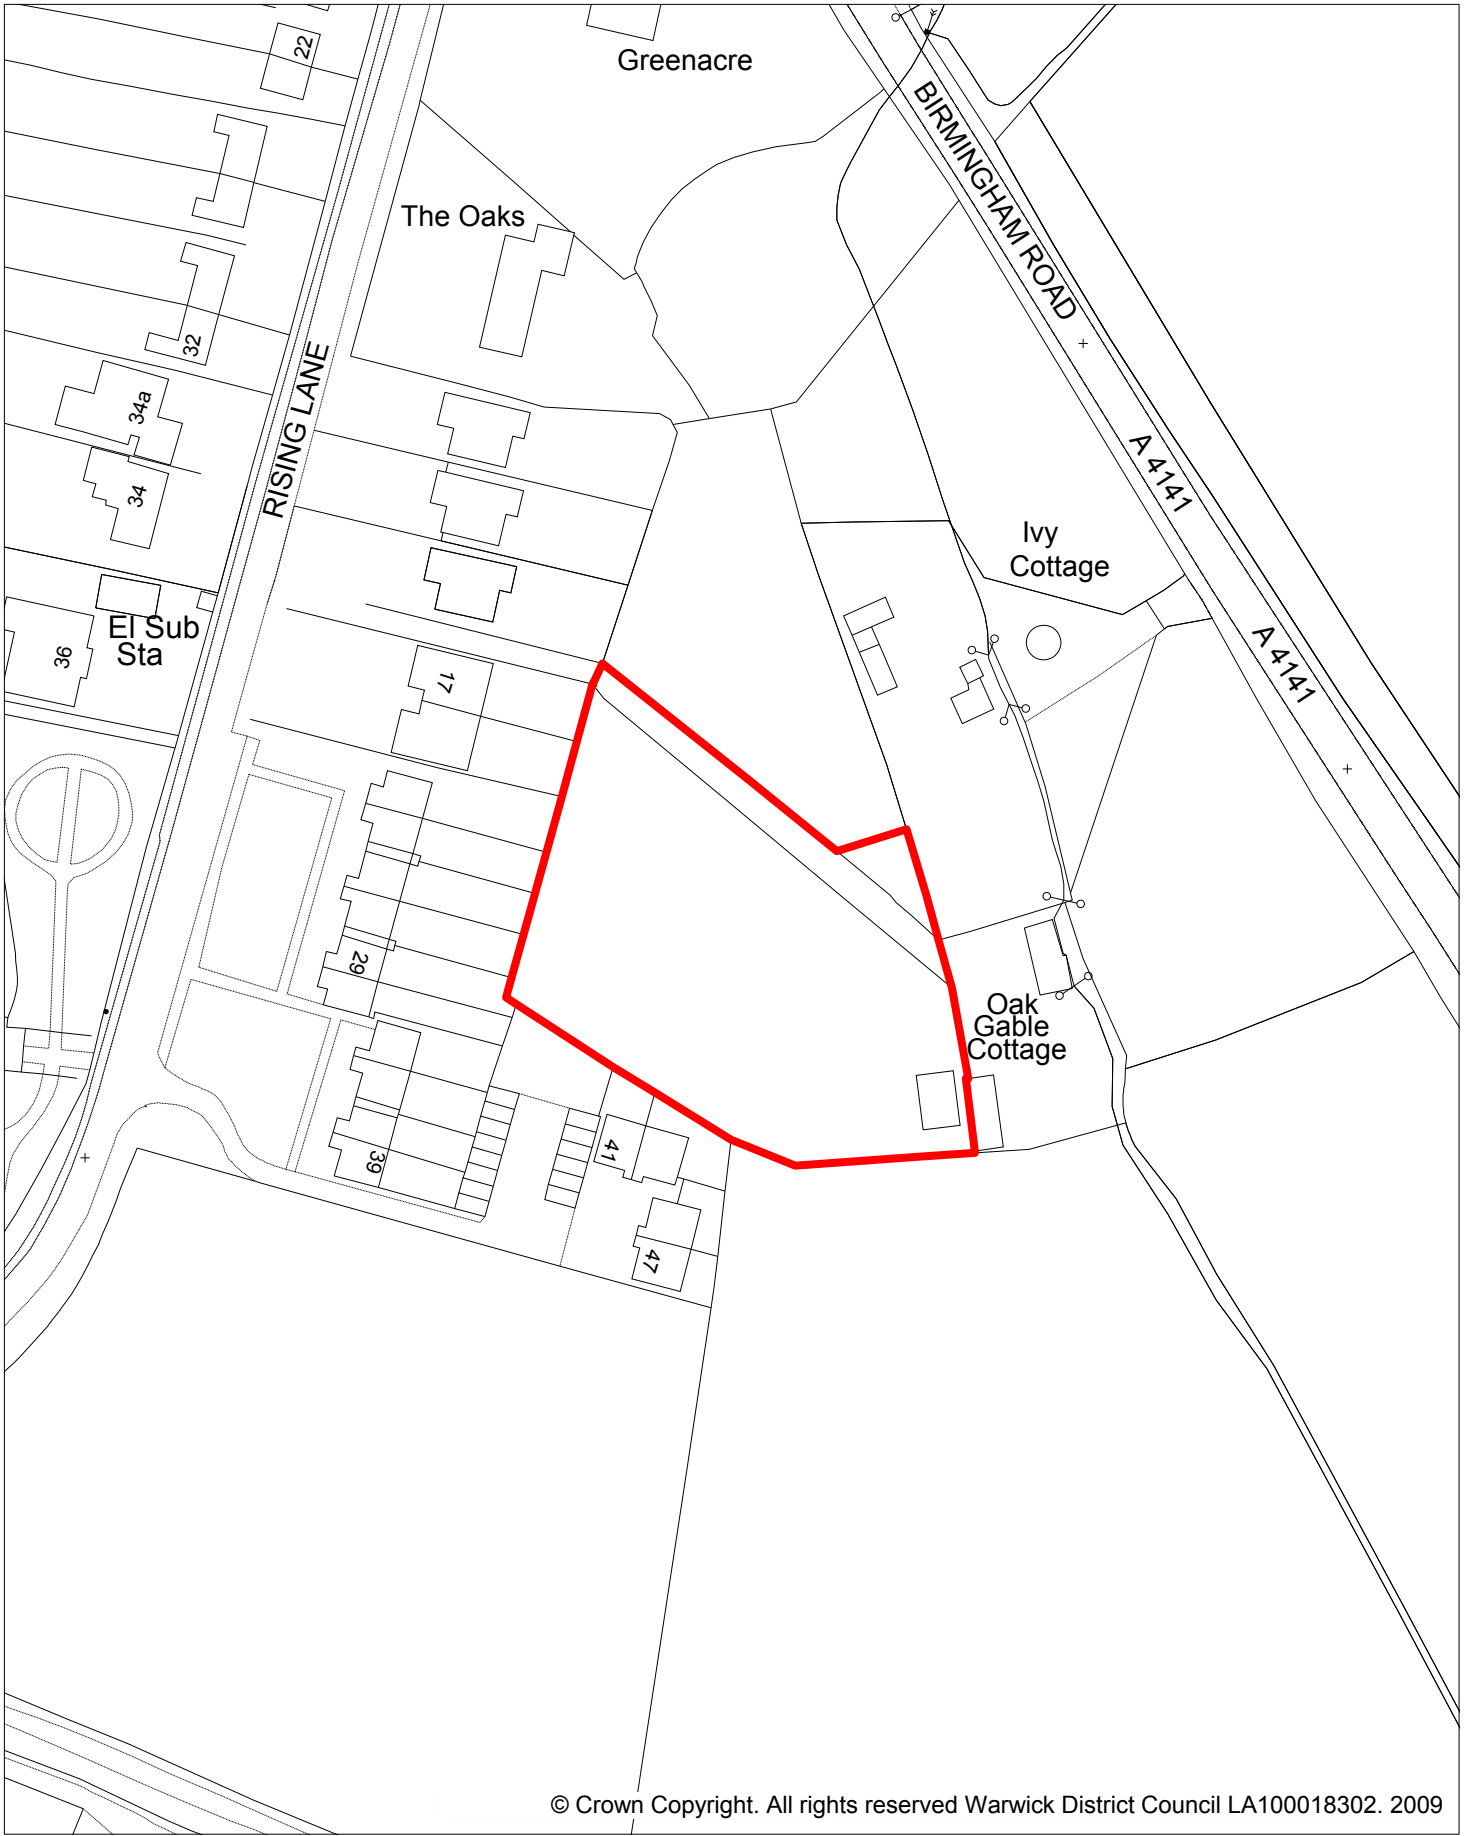 22
Greenacre
BIRMINGHAM ROAD
The Oaks
32
RISING LANE
34a
34
A 4141
Ivy
Cottage
El Sub
Sta
36
17
A 4141
29
Oak
Gable
Cottage
39
41
47
© Crown Copyright. All rights reserved Warwick District Council LA100018302. 2009